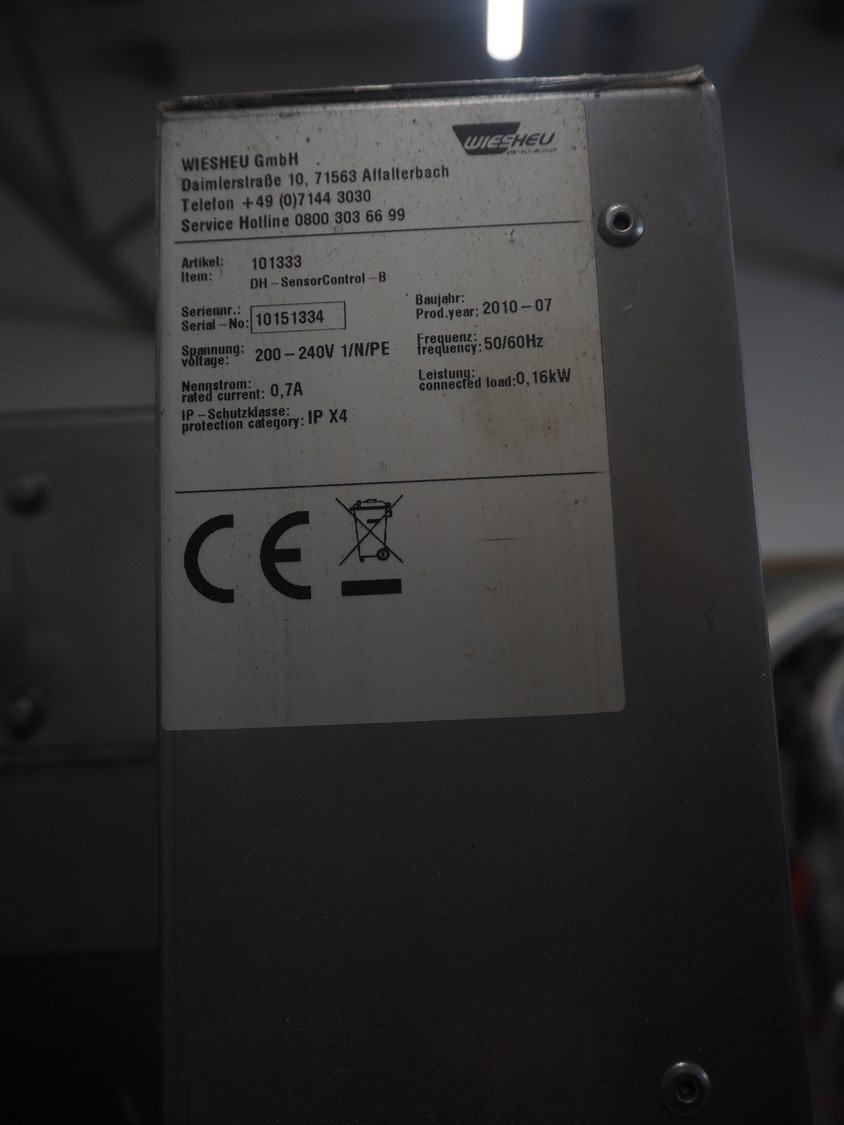 WIESHEU
WIESHEU GmbH
Daimlerstraße 10, 71563 Affalterbach
Telefon +49 (0)7144 3030
Service Hotline 0800 303 66 99
Artikel: 101333
Item: DH-SensorControl-B
Seriennr.:
Serial-No: 10151334
Baujahr:
Prod.year: 2010-07
Spannung:
voltage: 200-240V 1/N/PE
Frequenz:
frequency: 50/60Hz
Nennstrom:
rated current: 0,7A
Leistung:
connected load: 0,16kW
IP-Schutzklasse:
protection category: IP X4
CE